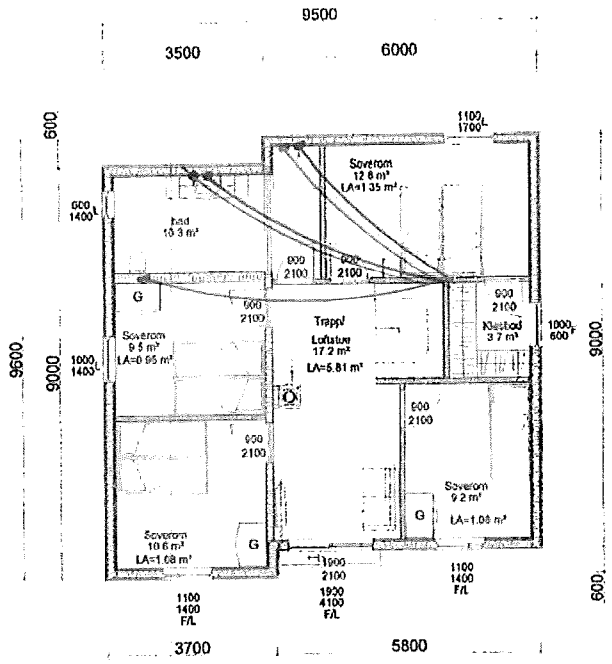 9500
3500
6000
600
1100 L
1700
Soverom
12.8 m²
LA=1.35 m²
600 L
1400
bad
10.3 m²
900
2100
900
2100
G
900
2100
900
2100
Trapp/
Loftstue
17.2 m²
LA=5.81 m²
Klesbod
3.7 m²
1000 F
600
Soverom
9.5 m²
LA=0.95 m²
1000 L
1400
9600
9000
9000
900
2100
900
2100
Soverom
9.2 m²
LA=1.08 m²
G
Soverom
10.6 m²
LA=1.08 m²
G
1900
2100
600
1100
1400
F/L
1900
4100
F/L
1100
1400
F/L
3700
5800